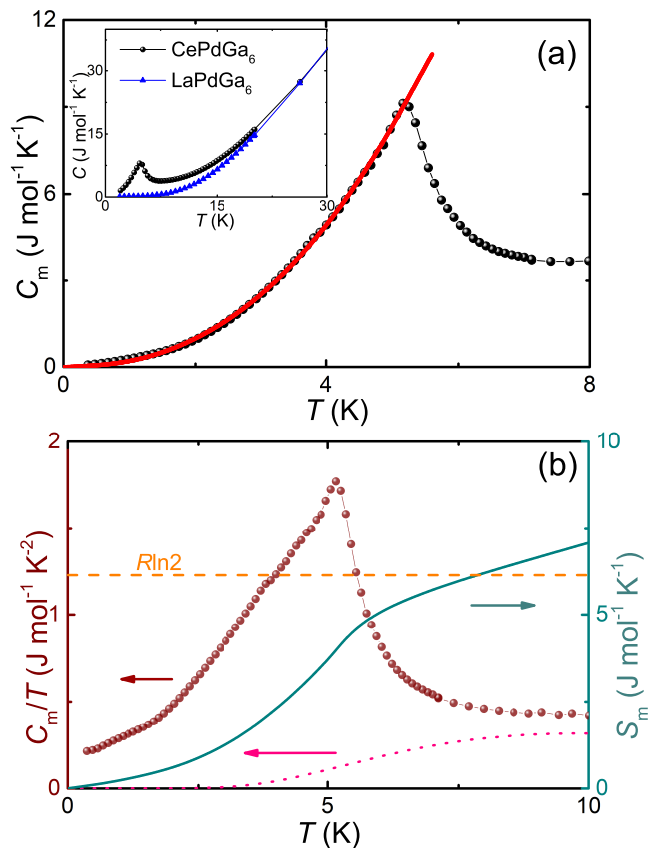 12
(a)
CePdGa6
LaPdGa6
35
15
0
0
15
30
C (J mol-1 K-1)
T (K)
6
0
0
4
8
Cm (J mol-1 K-1)
T (K)
2
10
(b)
Rln2
1
5
0
0
0
5
10
Cm/T (J mol-1 K-2)
Sm (J mol-1 K-1)
T (K)